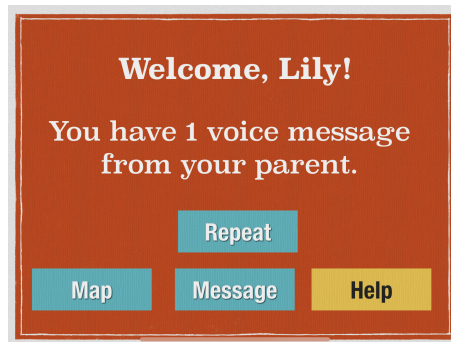 Welcome, Lily!
You have 1 voice message
from your parent.
Repeat
Map
Message
Help